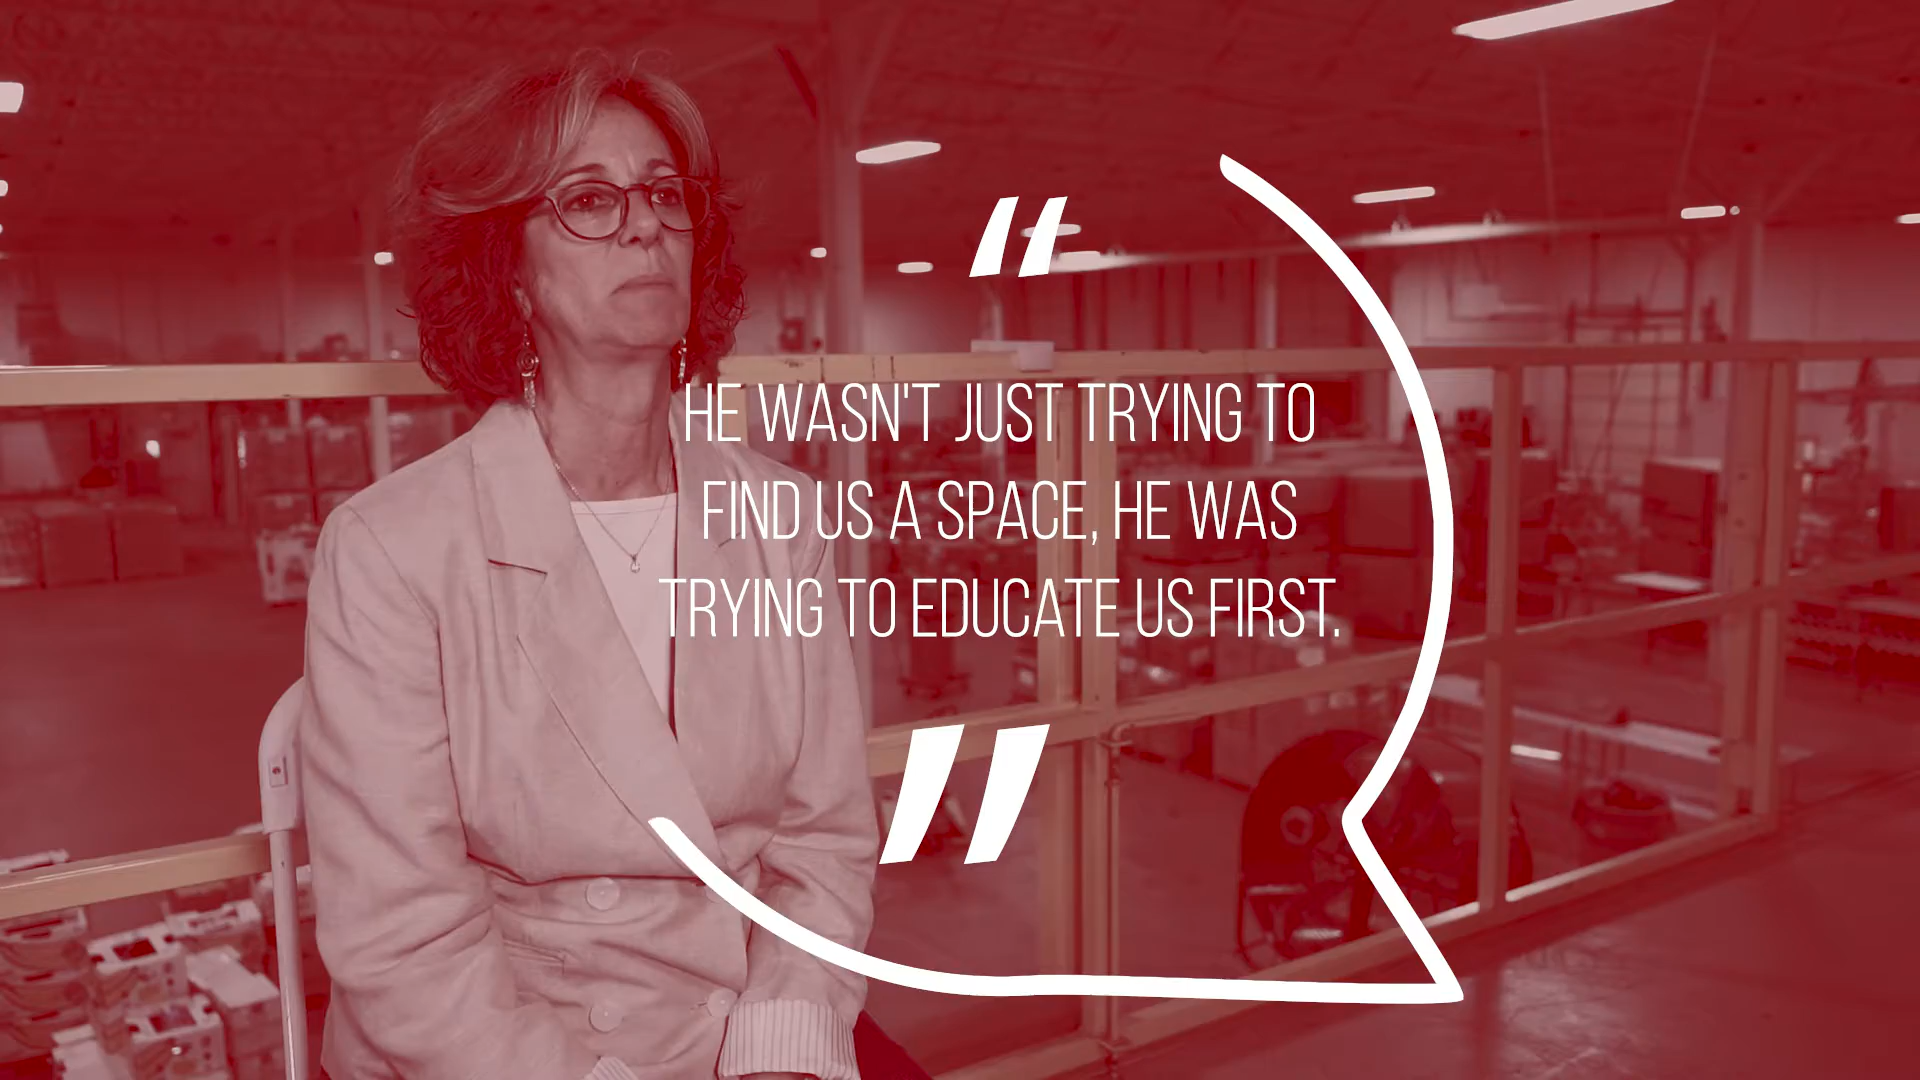 “
HE WASN'T JUST TRYING TO
FIND US A SPACE, HE WAS
TRYING TO EDUCATE US FIRST.
”